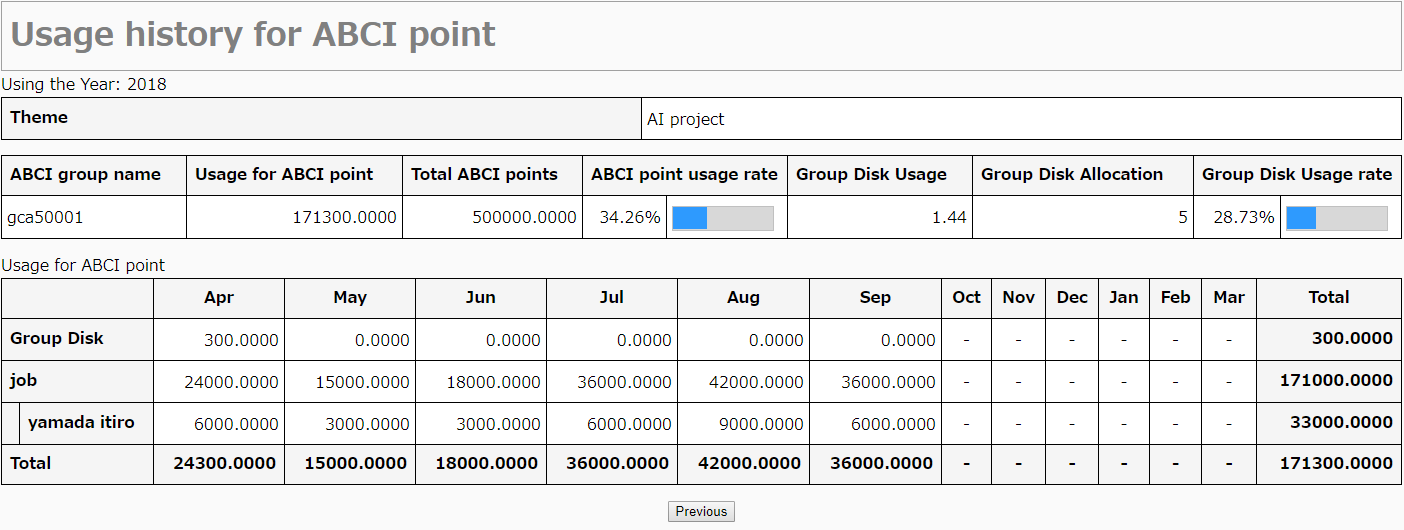 Usage history for ABCI point
Using the Year: 2018
Theme AI project
ABCI group name Usage for ABCI point Total ABCI points ABCI point usage rate Group Disk Usage Group Disk Allocation Group Disk Usage rate
gca50001 171300.0000 500000.0000 34.26% 1.44 5 28.73%
Usage for ABCI point
Apr May Jun Jul Aug Sep Oct Nov Dec Jan Feb Mar Total
Group Disk 300.0000 0.0000 0.0000 0.0000 0.0000 0.0000 - - - - - - 300.0000
job 24000.0000 15000.0000 18000.0000 36000.0000 42000.0000 36000.0000 - - - - - - 171000.0000
yamada itiro 6000.0000 3000.0000 3000.0000 6000.0000 9000.0000 6000.0000 - - - - - - 33000.0000
Total 24300.0000 15000.0000 18000.0000 36000.0000 42000.0000 36000.0000 - - - - - - 171300.0000
Previous